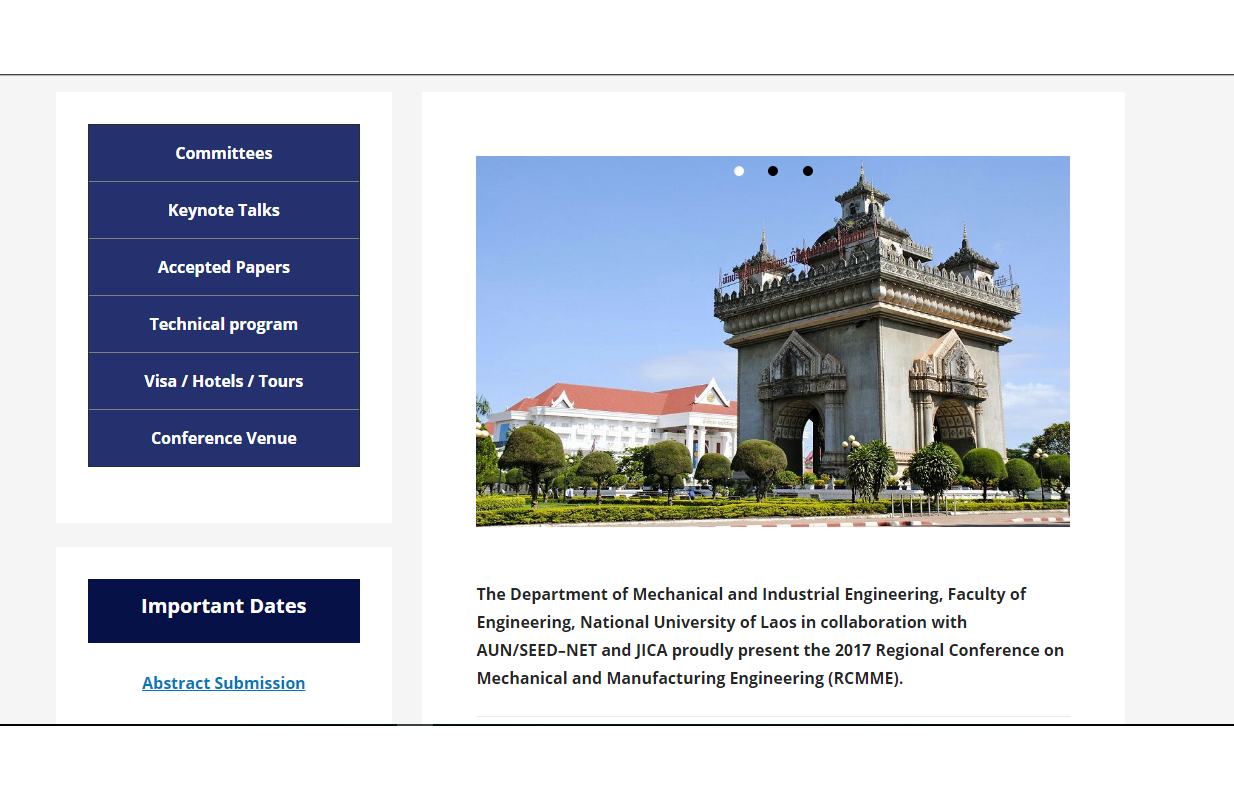 Committees
Keynote Talks
Accepted Papers
Technical program
Visa / Hotels / Tours
Conference Venue
Important Dates
Abstract Submission
The Department of Mechanical and Industrial Engineering, Faculty of
Engineering, National University of Laos in collaboration with
AUN/SEED–NET and JICA proudly present the 2017 Regional Conference on
Mechanical and Manufacturing Engineering (RCMME).